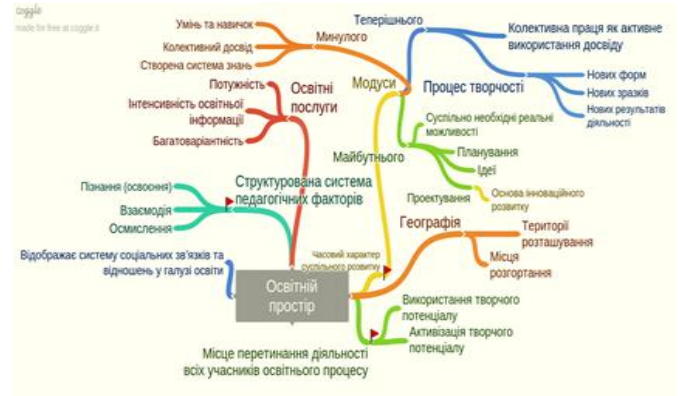 coggle
made for free at coggle.it
Умінь та навичок
Колективний досвід
Створена система знань
Минулого
Теперішнього
Колективна праця як активне
використання досвіду
Модуси
Процес творчості
Нових форм
Нових зразків
Нових результатів
діяльності
Потужність
Інтенсивність освітньої
інформації
Багатоваріантність
Освітні
послуги
Суспільно необхідні реальні
можливості
Майбутнього
Планування
Ідеї
Проектування
Основа інноваційного
розвитку
Структурована система
педагогічних факторів
Пізнання (освоєння)
Взаємодія
Осмислення
Географія
Території
розташування
Місця
розгортання
Відображає систему соціальних зв'язків та
відношень у галузі освіти
Часовий характер
суспільного розвитку
Освітній
простір
Використання творчого
потенціалу
Активізація творчого
потенціалу
Місце перетинання діяльності
всіх учасників освітнього процесу